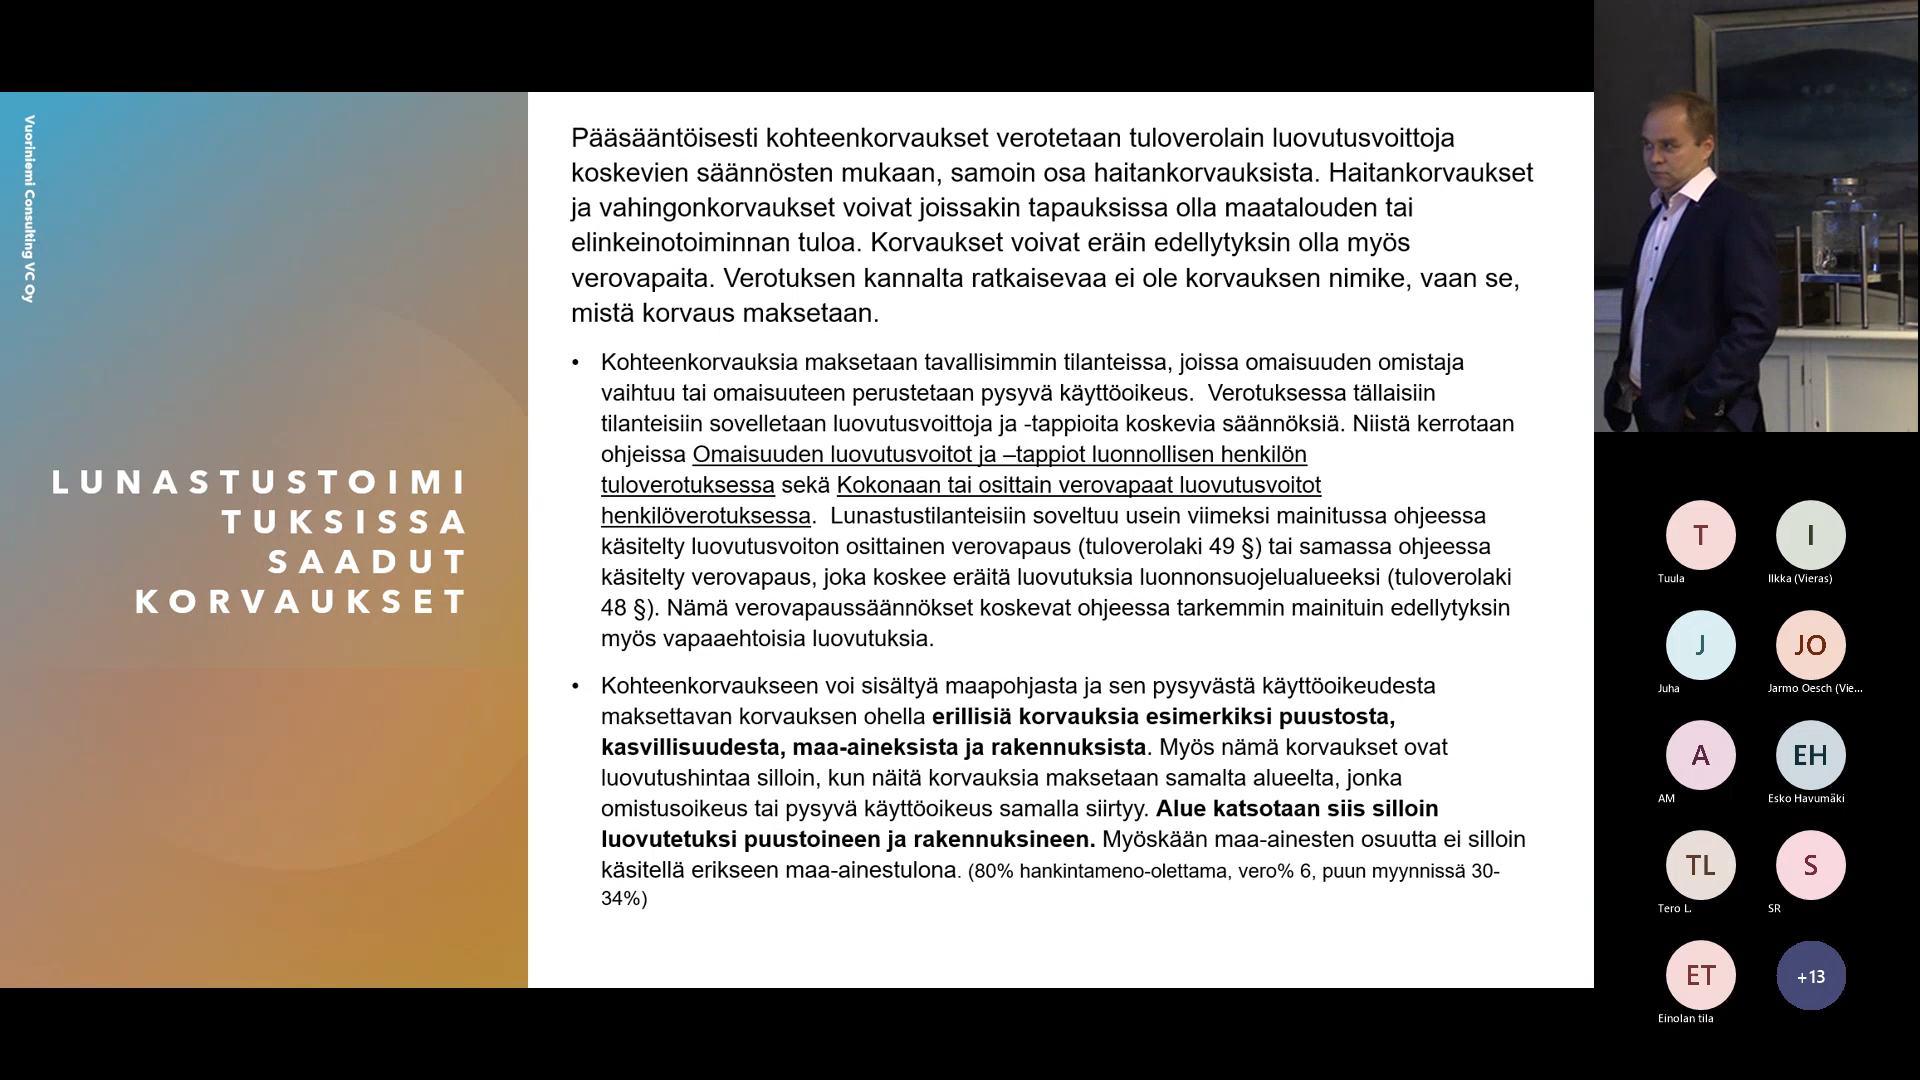 Vuoriniemi Consulting VC Oy
LUNASTUSTOIMI
TUKSISSA
SAADUT
KORVAUKSET
Pääsääntöisesti kohteenkorvaukset verotetaan tuloverolain luovutusvoittoja
koskevien säännösten mukaan, samoin osa haitankorvauksista. Haitankorvaukset
ja vahingonkorvaukset voivat joissakin tapauksissa olla maatalouden tai
elinkeinotoiminnan tuloa. Korvaukset voivat eräin edellytyksin olla myös
verovapaita. Verotuksen kannalta ratkaisevaa ei ole korvauksen nimike, vaan se,
mistä korvaus maksetaan.
• Kohteenkorvauksia maksetaan tavallisimmin tilanteissa, joissa omaisuuden omistaja
vaihtuu tai omaisuuteen perustetaan pysyvä käyttöoikeus.  Verotuksessa tällaisiin
tilanteisiin sovelletaan luovutusvoittoja ja -tappioita koskevia säännöksiä. Niistä kerrotaan
ohjeissa Omaisuuden luovutusvoitot ja –tappiot luonnollisen henkilön
tuloverotuksessa sekä Kokonaan tai osittain verovapaat luovutusvoitot
henkilöverotuksessa.  Lunastustilanteisiin soveltuu usein viimeksi mainitussa ohjeessa
käsitelty luovutusvoiton osittainen verovapaus (tuloverolaki 49 §) tai samassa ohjeessa
käsitelty verovapaus, joka koskee eräitä luovutuksia luonnonsuojelualueeksi (tuloverolaki
48 §). Nämä verovapaussäännökset koskevat ohjeessa tarkemmin mainituin edellytyksin
myös vapaaehtoisia luovutuksia.
• Kohteenkorvaukseen voi sisältyä maapohjasta ja sen pysyvästä käyttöoikeudesta
maksettavan korvauksen ohella erillisiä korvauksia esimerkiksi puustosta,
kasvillisuudesta, maa-aineksista ja rakennuksista. Myös nämä korvaukset ovat
luovutushintaa silloin, kun näitä korvauksia maksetaan samalta alueelta, jonka
omistusoikeus tai pysyvä käyttöoikeus samalla siirtyy. Alue katsotaan siis silloin
luovutetuksi puustoineen ja rakennuksineen. Myöskään maa-ainesten osuutta ei silloin
käsitellä erikseen maa-ainestulona. (80% hankintameno-olettama, vero% 6, puun myynnissä 30-
34%)
T
Tuula
I
Ilkka (Vieras)
J
Juha
JO
Jarmo Oesch (Vie...
A
AM
EH
Esko Havumäki
TL
Tero L.
S
SR
ET
Einolan tila
+13